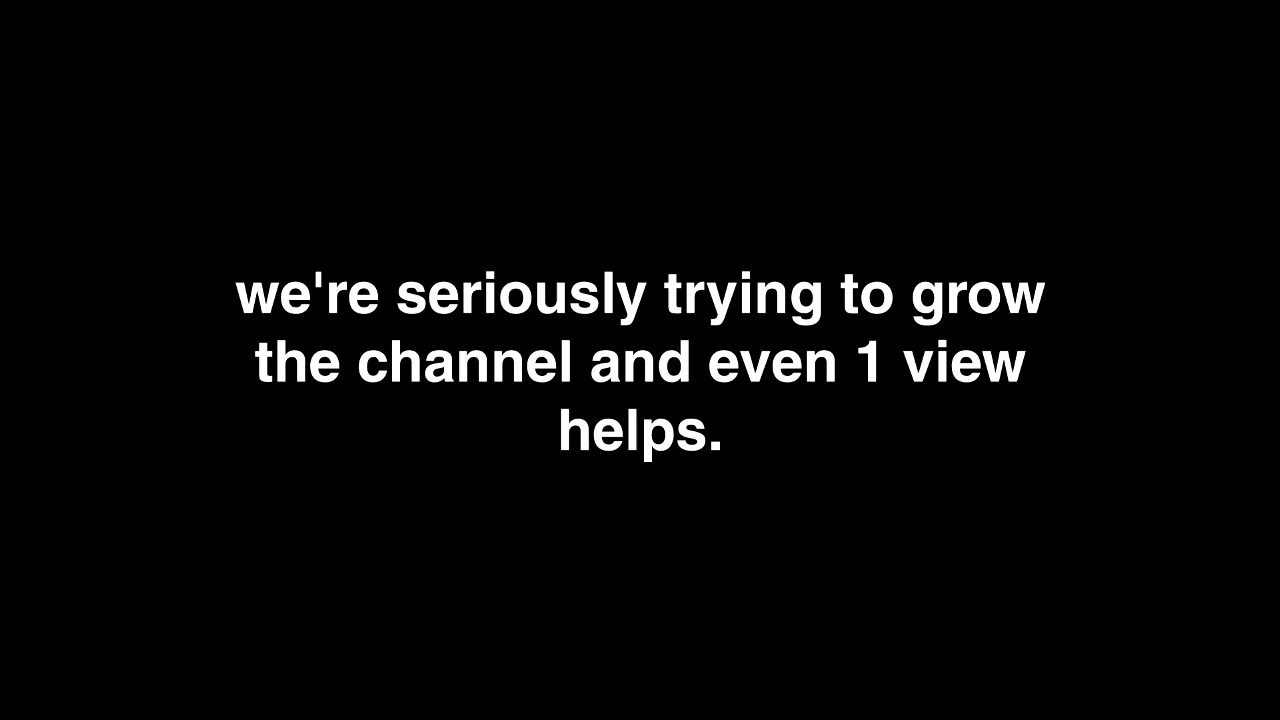 we're seriously trying to grow
the channel and even 1 view
helps.